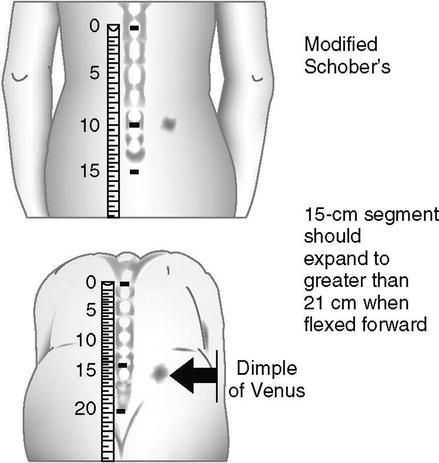 Modified
Schober's
0
5
10
15
15-cm segment
should
expand to
greater than
21 cm when
flexed forward
0
5
10
15
20
Dimple
of Venus